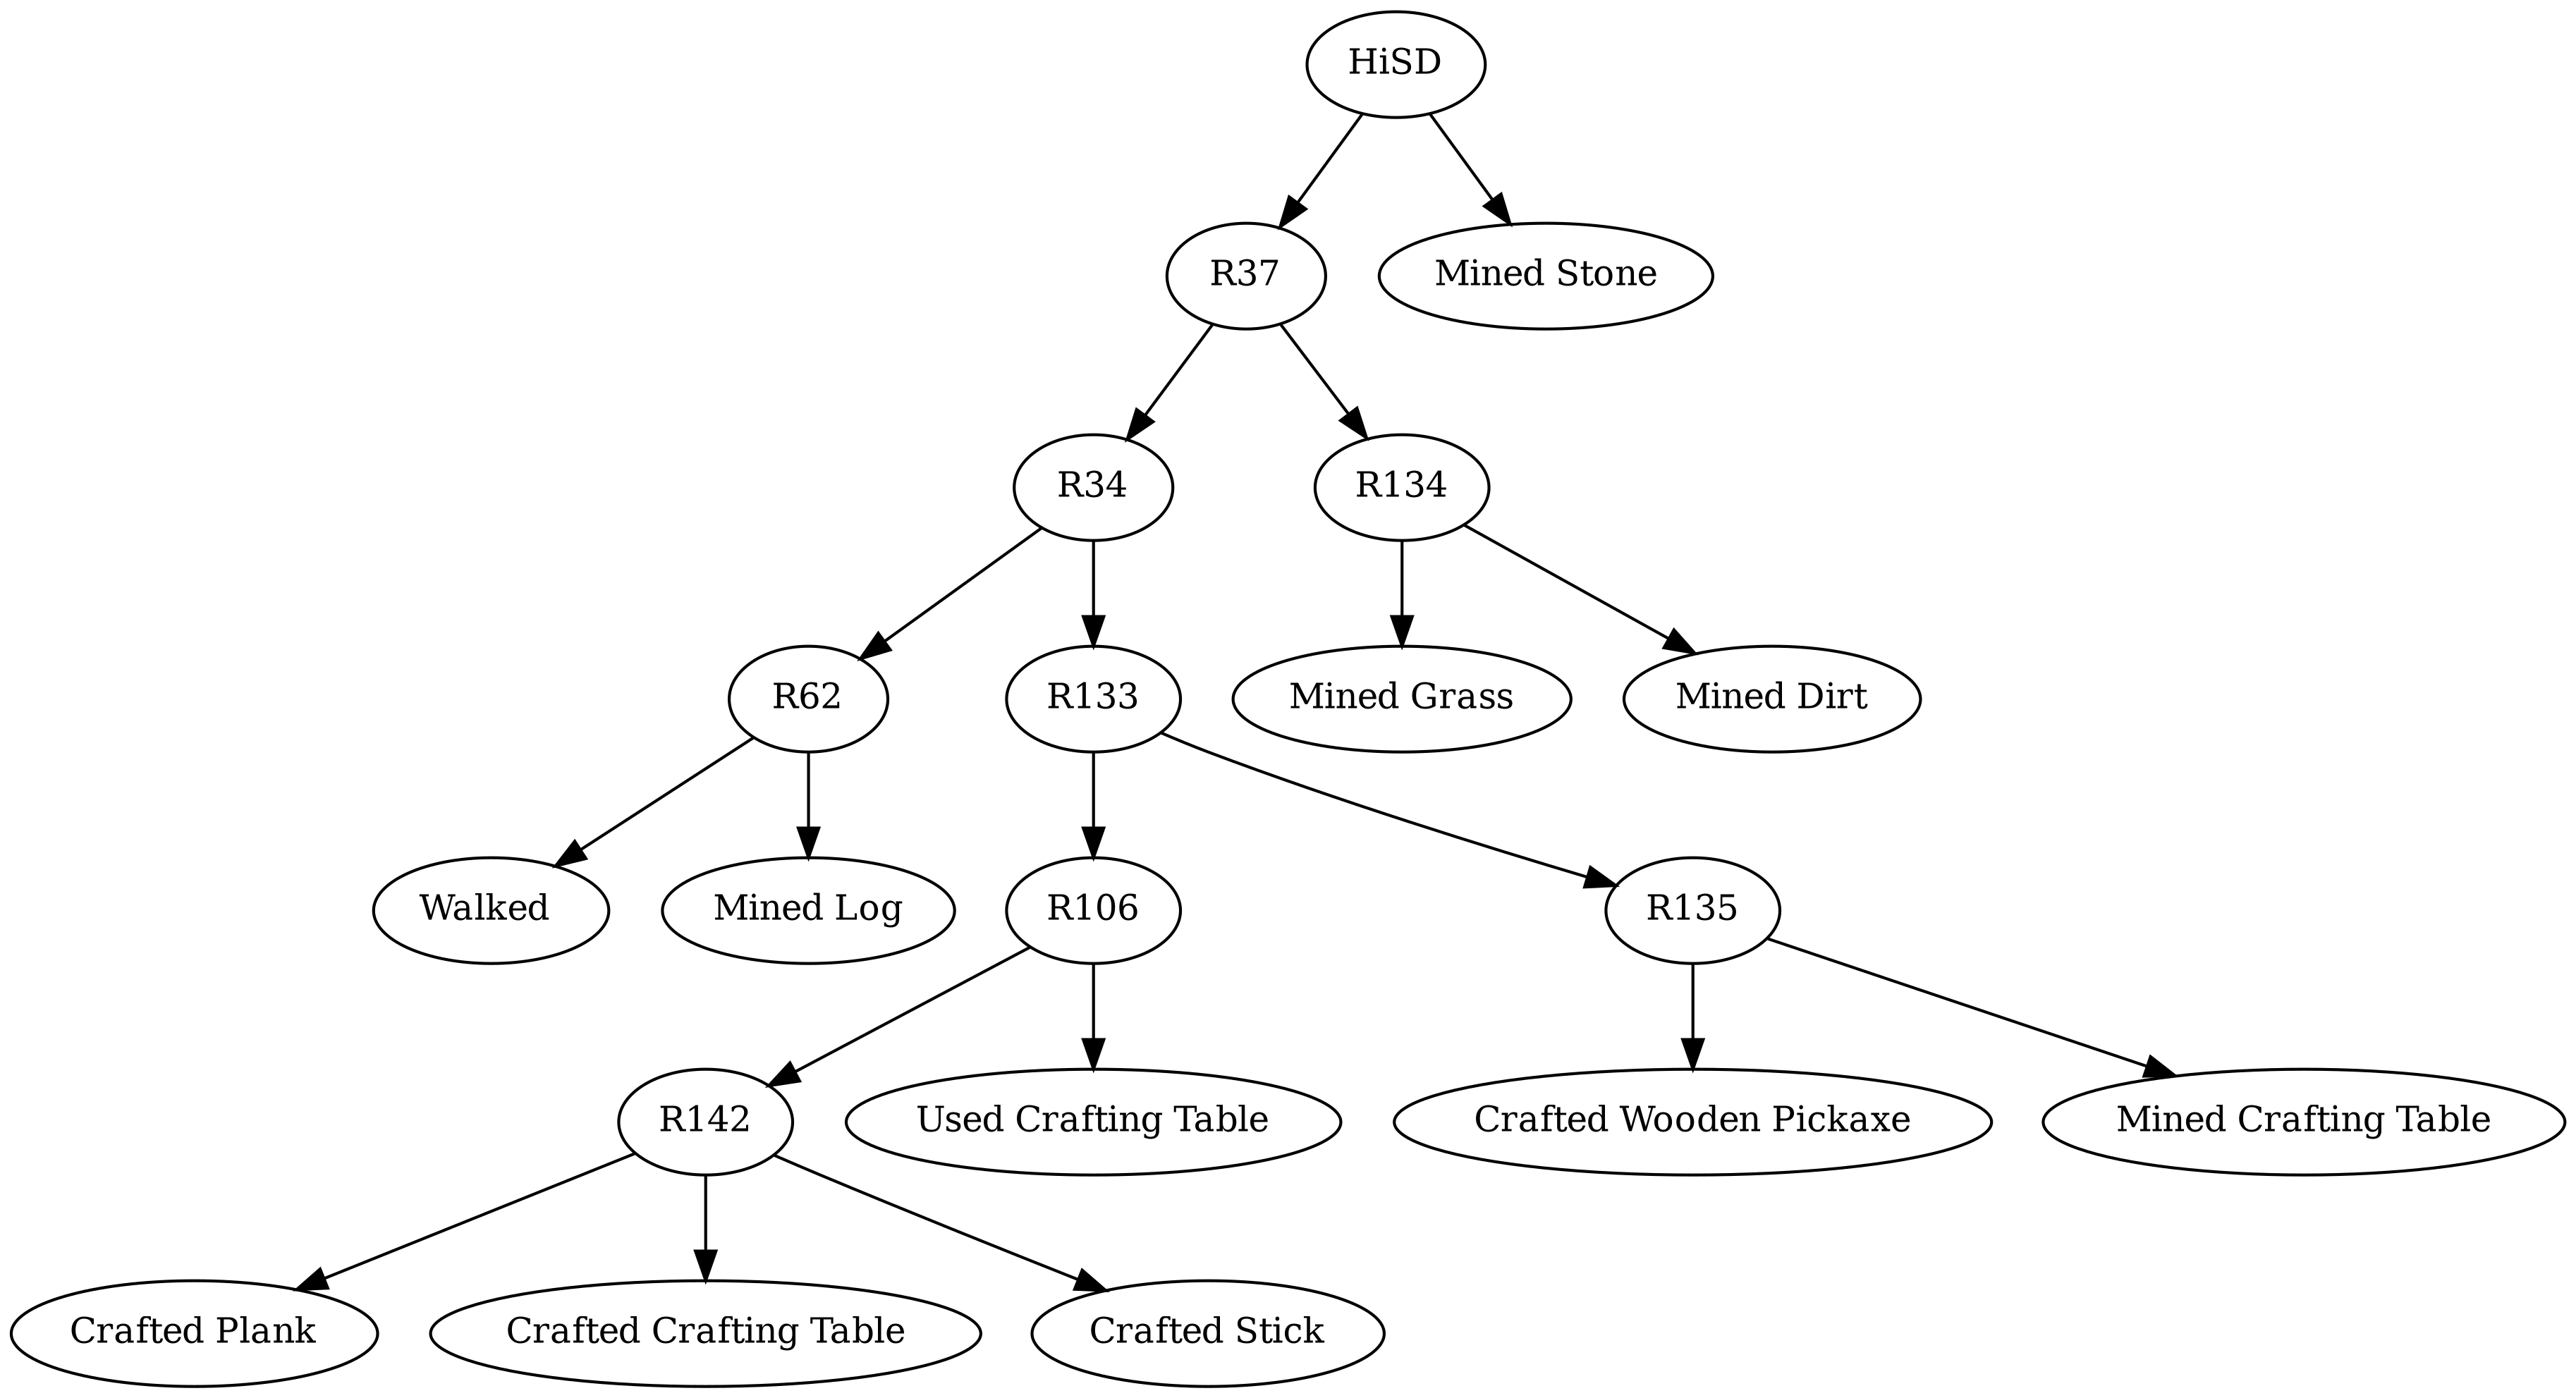 HiSD
R37
Mined Stone
R34
R134
R62
R133
Mined Grass
Mined Dirt
Walked
Mined Log
R106
R135
R142
Used Crafting Table
Crafted Wooden Pickaxe
Mined Crafting Table
Crafted Plank
Crafted Crafting Table
Crafted Stick